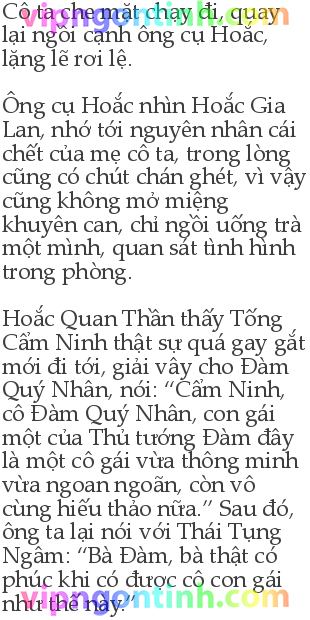 Cô ta che mặt chạy đi, quay
lại ngồi cạnh ông cụ Hoắc,
lặng lẽ rơi lệ.
Ông cụ Hoắc nhìn Hoắc Gia
Lan, nhớ tới nguyên nhân cái
chết của mẹ cô ta, trong lòng
cũng có chút chán ghét, vì vậy
cũng không mở miệng
khuyên can, chỉ ngồi uống trà
một mình, quan sát tình hình
trong phòng.
Hoắc Quan Thần thấy Tống
Cẩm Ninh thật sự quá gay gắt
mới đi tới, giải vây cho Đàm
Quý Nhân, nói: “Cẩm Ninh,
cô Đàm Quý Nhân, con gái
một của Thủ tướng Đàm đây
là một cô gái vừa thông minh
vừa ngoan ngoãn, còn vô
cùng hiếu thảo nữa.” Sau đó,
ông ta lại nói với Thái Tụng
Ngâm: “Bà Đàm, bà thật có
phúc khi có được cô con gái
như thế này.”
vipngontinh.com
vipngontinh.com